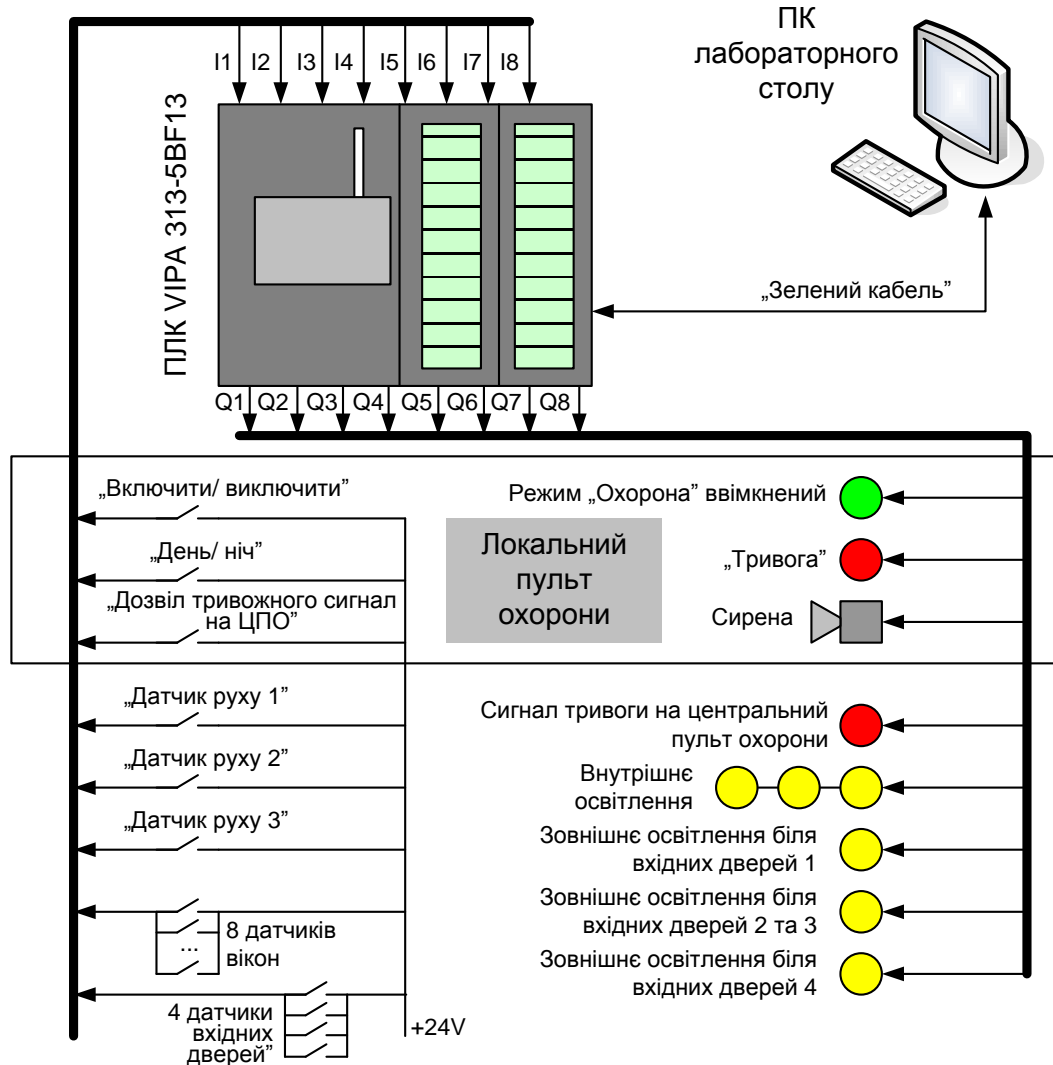 ПК
лабораторного
столу
I1 I2 I3 I4 I5 I6 I7 I8
ПЛК VIPA 313-5BF13
„Зелений кабель”
Q1 Q2 Q3 Q4 Q5 Q6 Q7 Q8
„Включити/ виключити”
„День/ ніч”
„Дозвіл тривожного сигнал
на ЦПО”
Локальний
пульт
охорони
Режим „Охорона” ввімкнений
„Тривога”
Сирена
„Датчик руху 1”
„Датчик руху 2”
„Датчик руху 3”
8 датчиків
...
вікон
4 датчики
вхідних
дверей”
+24V
Сигнал тривоги на центральний
пульт охорони
Внутрішнє
освітлення
Зовнішнє освітлення біля
вхідних дверей 1
Зовнішнє освітлення біля
вхідних дверей 2 та 3
Зовнішнє освітлення біля
вхідних дверей 4